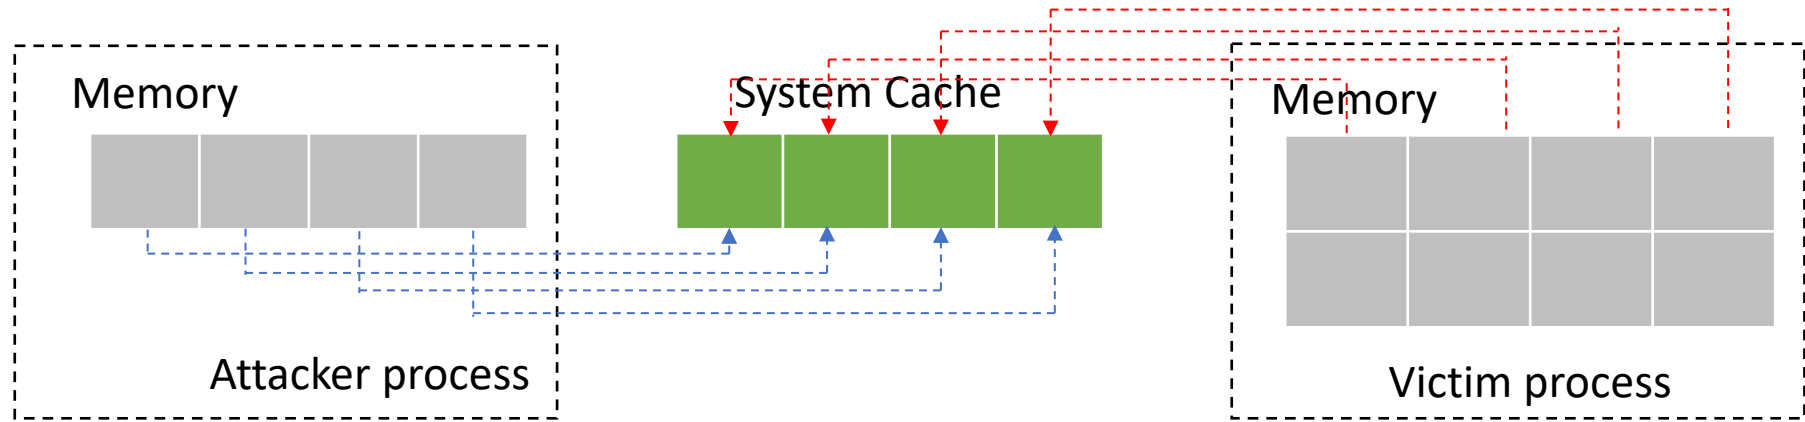 Memory
System Cache
Memory
Attacker process
Victim process